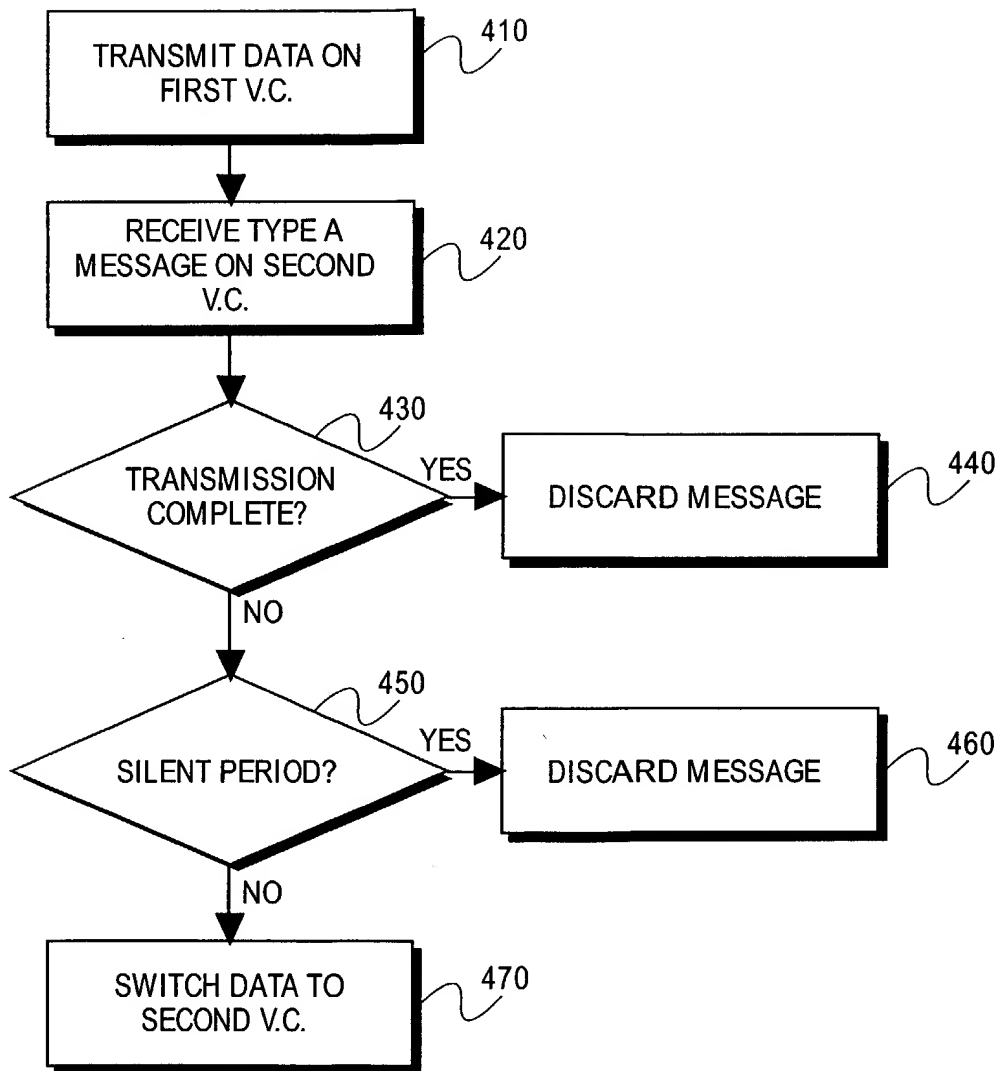 TRANSMIT DATA ON
FIRST V.C.
410
RECEIVE TYPE A
MESSAGE ON SECOND
V.C.
420
TRANSMISSION
COMPLETE?
430
YES
DISCARD MESSAGE
440
NO
SILENT PERIOD?
450
YES
DISCARD MESSAGE
460
NO
SWITCH DATA TO
SECOND V.C.
470